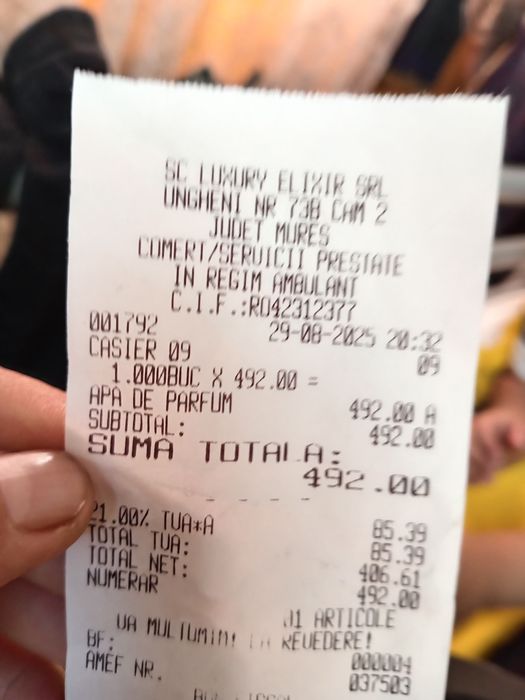 SC LUXURY ELIXIR SRL
UNGHENI NR 73B CAM 2
JUDET MURES
COMERT/SERVICII PRESTATE
IN REGIM AMBULANT
C.I.F.:RO42312377
001792 29-08-2025 20:32
CASIER 09 09
1.000BUC X 492.00 =
APA DE PARFUM 492.00 A
SUBTOTAL: 492.00
SUMA TOTALA:
492.00
21.00% TVA*A 85.39
TOTAL TVA: 85.39
TOTAL NET: 406.61
NUMERAR 492.00
01 ARTICOLE
VA MULTUMIM! LA REVEDERE!
BF: 000004
AMEF NR. 037503